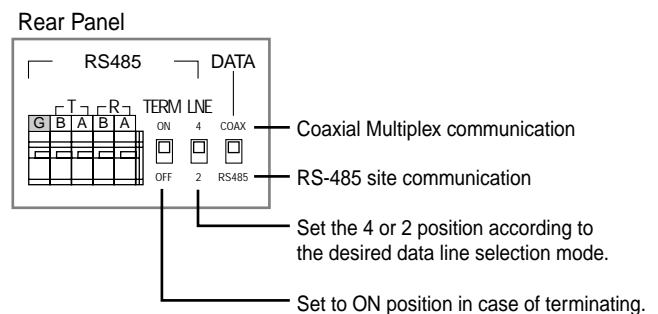 Rear Panel
RS485 DATA
T R TERM LNE
G B A B A ON 4 COAX
OFF 2 RS485
Coaxial Multiplex communication
RS-485 site communication
Set the 4 or 2 position according to
the desired data line selection mode.
Set to ON position in case of terminating.